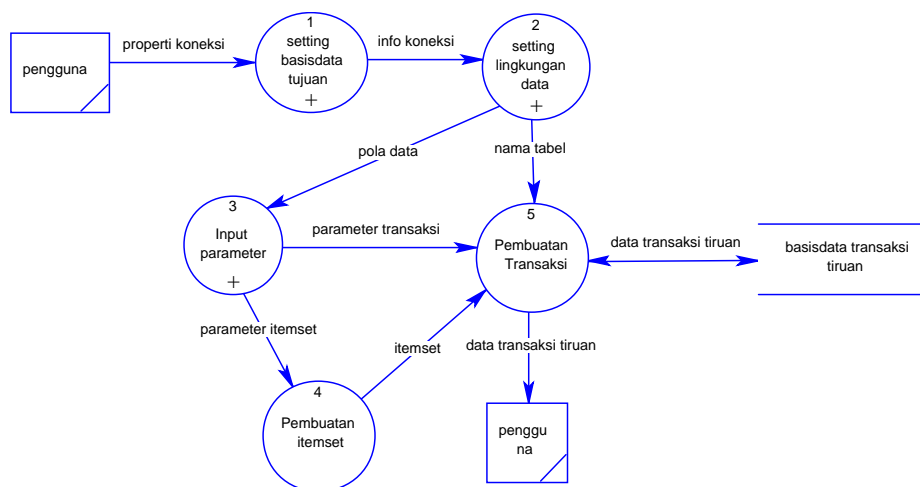 pengguna
properti koneksi
1
setting
basisdata
tujuan
+
info koneksi
2
setting
lingkungan
data
+
pola data
nama tabel
3
Input
parameter
+
parameter transaksi
5
Pembuatan
Transaksi
data transaksi tiruan
basisdata transaksi
tiruan
parameter itemset
itemset
data transaksi tiruan
4
Pembuatan
itemset
penggu
na